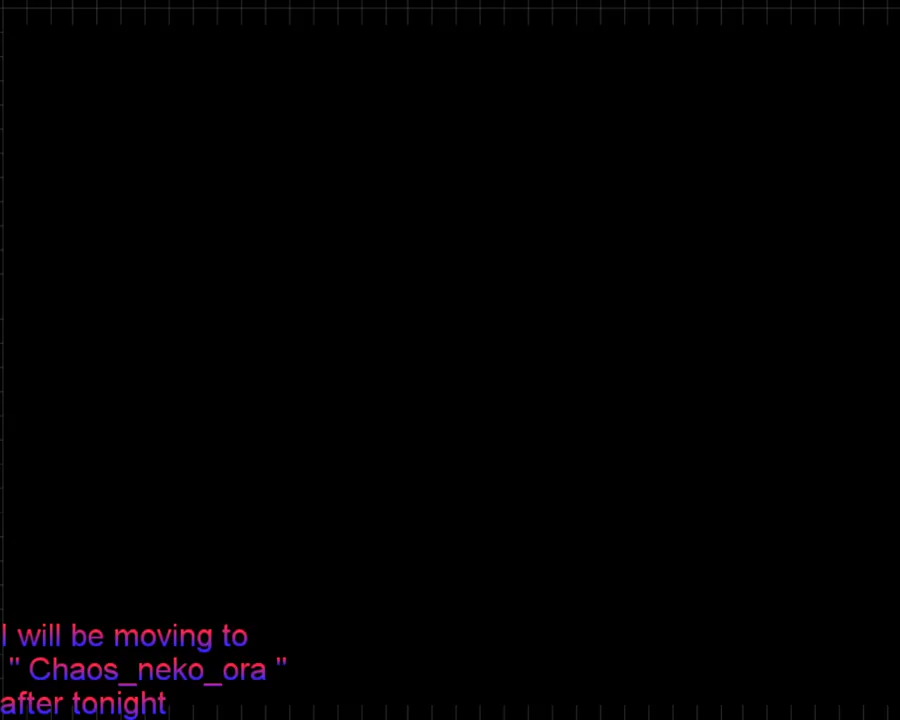 I will be moving to
" Chaos_neko_ora "
after tonight